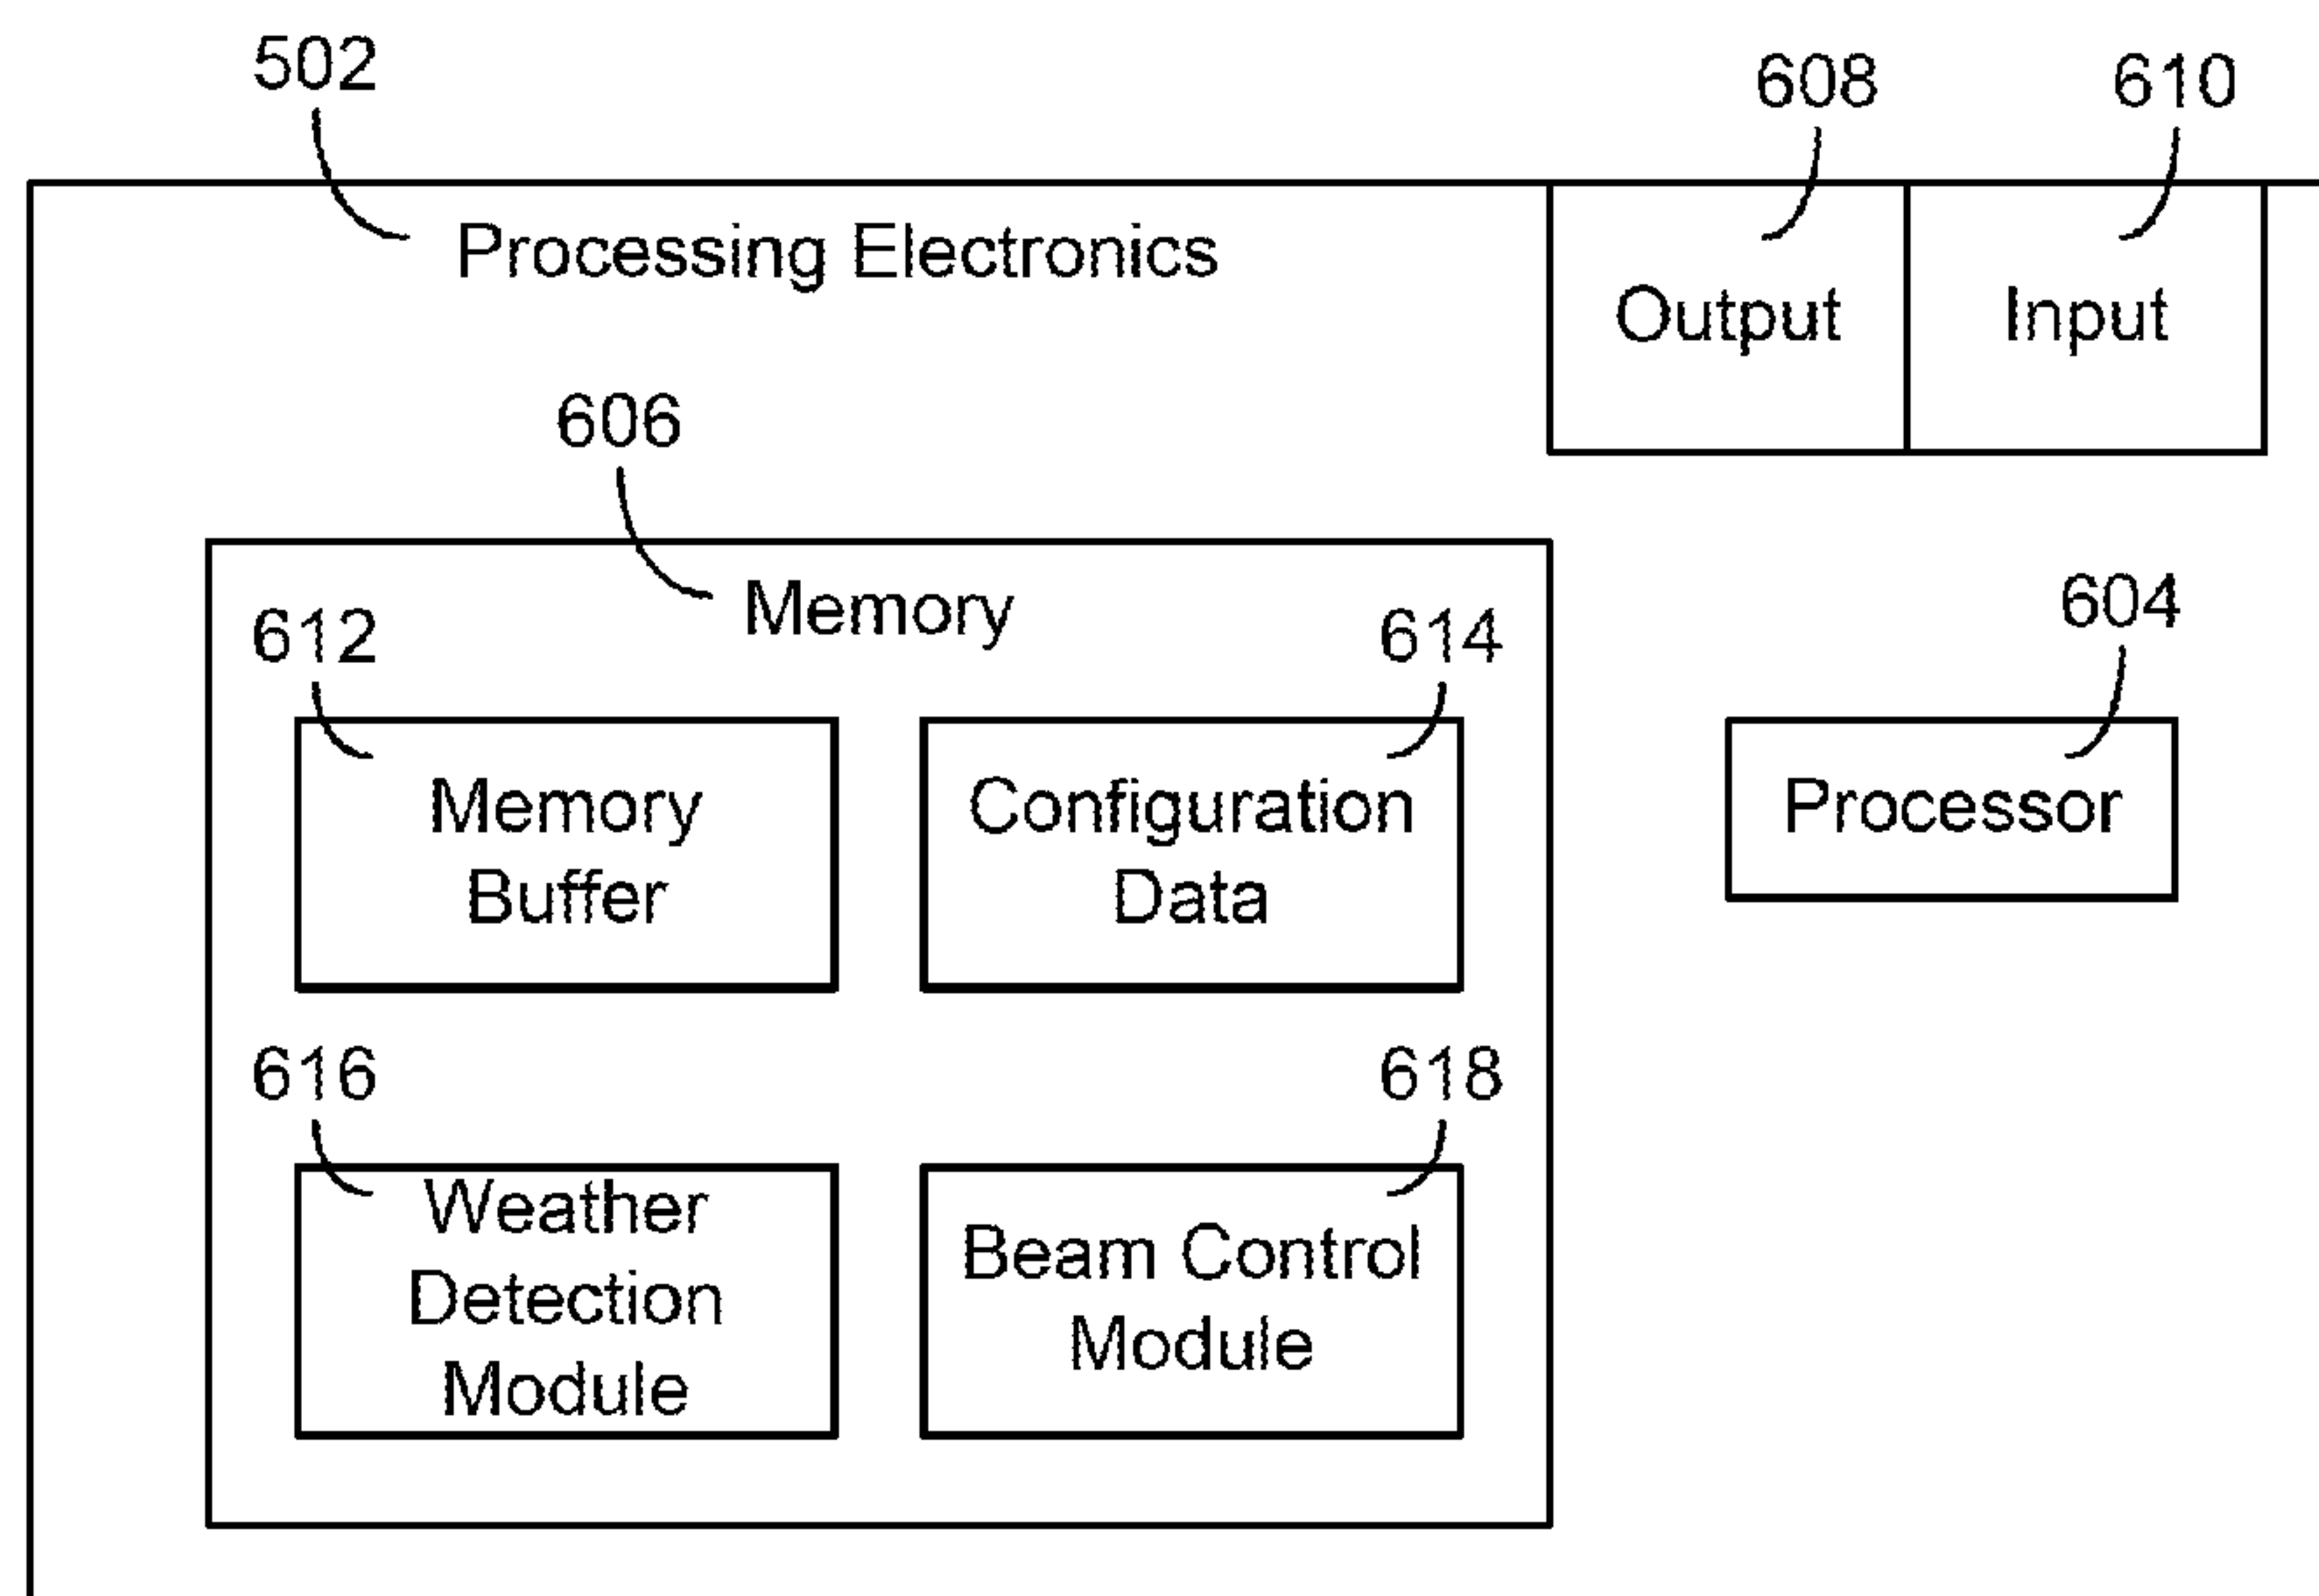 502
608
610
Processing Electronics
Output
Input
606
Memory
612
614
604
Memory
Buffer
Configuration
Data
Processor
616
618
Weather
Detection
Module
Beam Control
Module